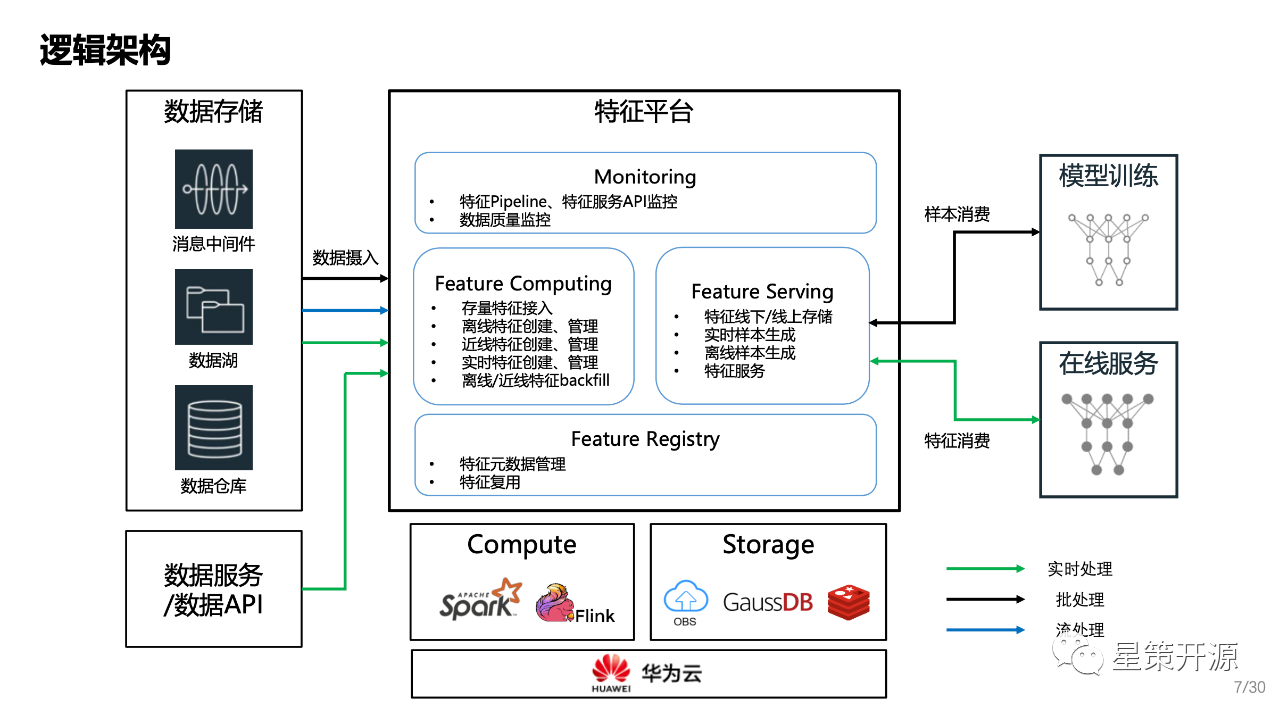 逻辑架构
数据存储
消息中间件
数据湖
数据仓库
数据服务
/数据API
数据摄入
特征平台
Monitoring
• 特征Pipeline、特征服务API监控
• 数据质量监控
Feature Computing
• 存量特征接入
• 离线特征创建、管理
• 近线特征创建、管理
• 实时特征创建、管理
• 离线/近线特征backfill
Feature Serving
• 特征线下/线上存储
• 实时样本生成
• 离线样本生成
• 特征服务
Feature Registry
• 特征元数据管理
• 特征复用
Compute
APACHE
Spark
Flink
Storage
OBS
GaussDB
HUAWEI
华为云
样本消费
特征消费
模型训练
在线服务
实时处理
批处理
流处理
星策开源
7/30